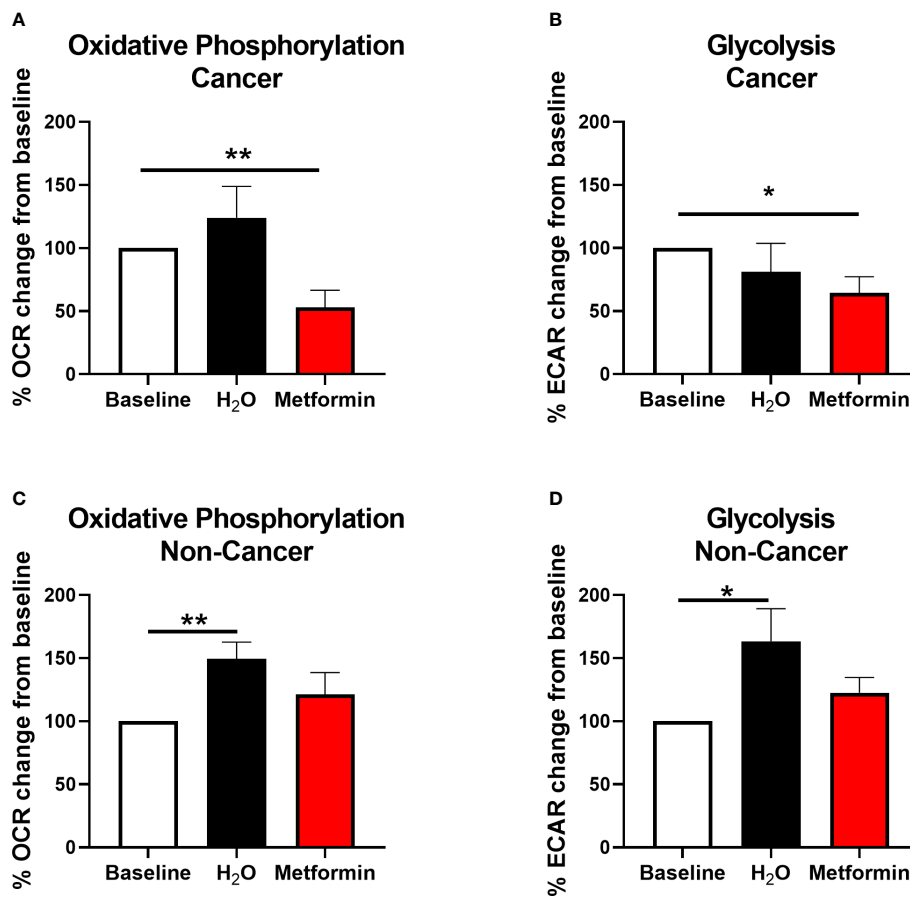 A
Oxidative Phosphorylation
Cancer
% OCR change from baseline
200
150
100
50
0
**
Baseline
H₂O
Metformin
B
Glycolysis
Cancer
% ECAR change from baseline
200
150
100
50
0
*
Baseline
H₂O
Metformin
C
Oxidative Phosphorylation
Non-Cancer
% OCR change from baseline
200
150
100
50
0
**
Baseline
H₂O
Metformin
D
Glycolysis
Non-Cancer
% ECAR change from baseline
200
150
100
50
0
*
Baseline
H₂O
Metformin